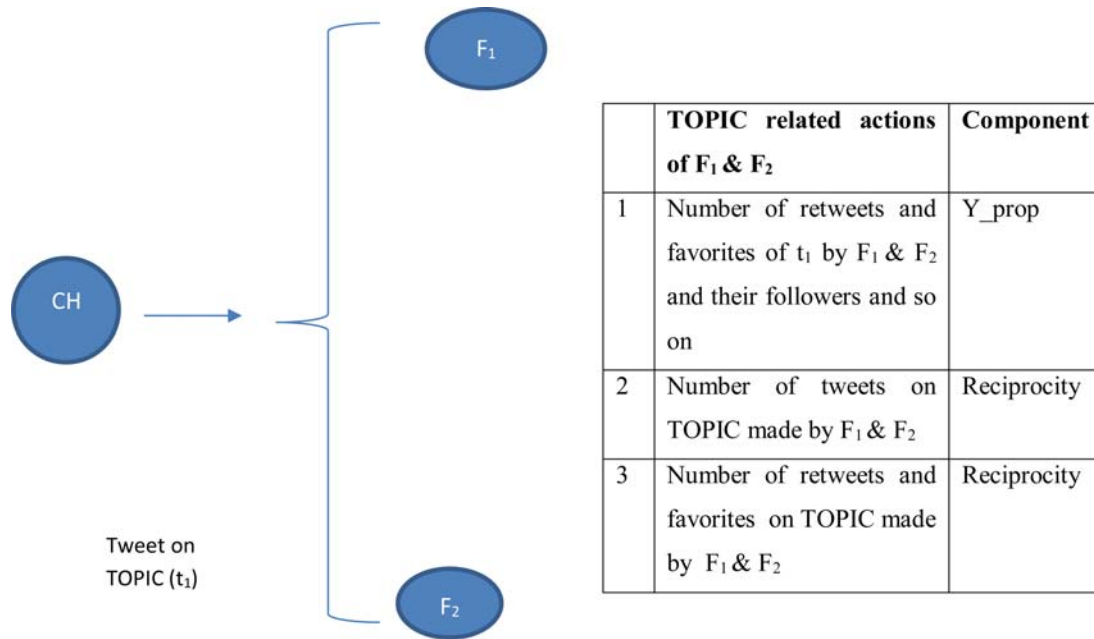 F₁
CH
Tweet on
TOPIC (t₁)
F₂
TOPIC related actions
of F₁ & F₂
Component
1
Number of retweets and
favorites of t₁ by F₁ & F₂
and their followers and so
on
Y_prop
2
Number of tweets on
TOPIC made by F₁ & F₂
Reciprocity
3
Number of retweets and
favorites on TOPIC made
by F₁ & F₂
Reciprocity